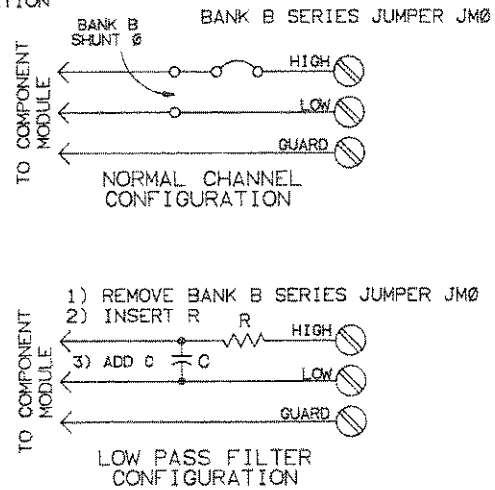 BANK B SERIES JUMPER JMØ
BANK B
SHUNT Ø
HIGH
LOW
GUARD
TO COMPONENT
MODULE
NORMAL CHANNEL
CONFIGURATION
1) REMOVE BANK B SERIES JUMPER JMØ
2) INSERT R
R
HIGH
3) ADD C
C
LOW
GUARD
TO COMPONENT
MODULE
LOW PASS FILTER
CONFIGURATION